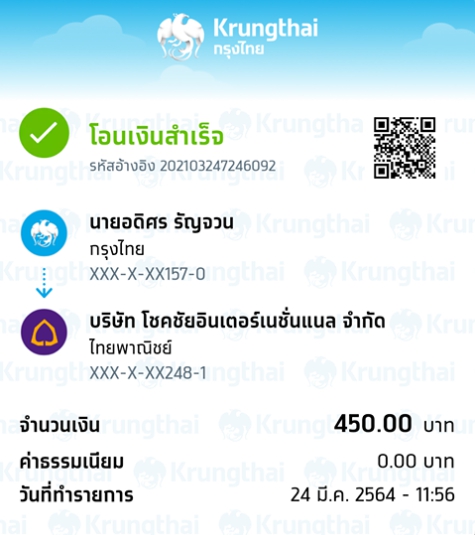 Krungthai
กรุงไทย
โอนเงินสำเร็จ
รหัสอ้างอิง 202103247246092
นายอดิศร รัญจวน
กรุงไทย
XXX-X-XX157-0
บริษัท โชคชัยอินเตอร์เนชั่นแนล จำกัด
ไทยพาณิชย์
XXX-X-XX248-1
จำนวนเงิน 450.00 บาท
ค่าธรรมเนียม 0.00 บาท
วันที่ทำรายการ 24 มี.ค. 2564 - 11:56